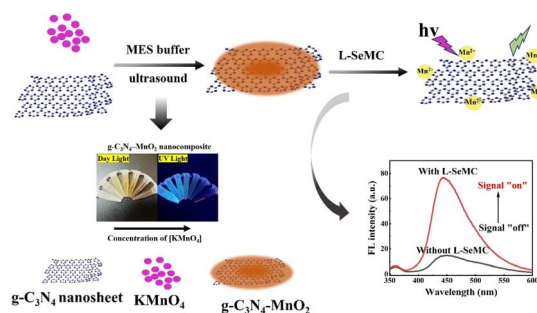 MES buffer
ultrasound
L-SeMC
hν
Mn²⁺
Mn²⁺
Mn²⁺
g-C₃N₄-MnO₂ nanocomposite
Day Light
UV Light
Concentration of [KMnO₄]
g-C₃N₄ nanosheet
KMnO₄
g-C₃N₄-MnO₂
FL intensity (a.u.)
80
60
40
20
0
With L-SeMC
Signal "on"
Signal "off"
Without L-SeMC
350
400
450
500
550
600
Wavelength (nm)